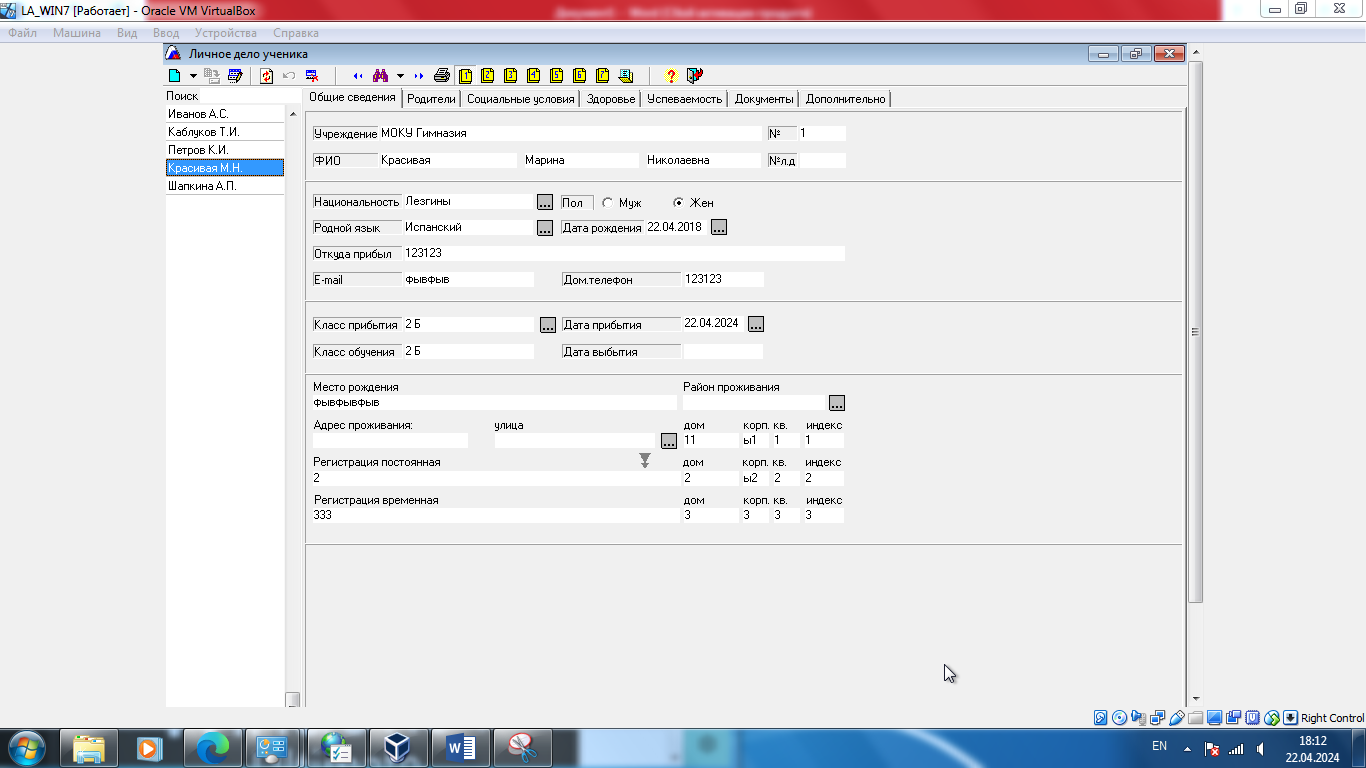 LA_WIN7 [Работает] - Oracle VM VirtualBox
Файл Машина Вид Ввод Устройства Справка
Личное дело ученика
Поиск
Иванов А.С.
Каблуков Т.И.
Петров К.И.
Красивая М.Н.
Шапкина А.П.
Общие сведения Родители Социальные условия Здоровье Успеваемость Документы Дополнительно
Учреждение МОКУ Гимназия № 1
ФИО Красивая Марина Николаевна №л.д
Национальность Лезгины ... Пол Муж Жен
Родной язык Испанский ... Дата рождения 22.04.2018 ...
Откуда прибыл 123123
E-mail фывфыв Дом.телефон 123123
Класс прибытия 2 Б ... Дата прибытия 22.04.2024 ...
Класс обучения 2 Б Дата выбытия
Место рождения Район проживания
фывфывфыв ...
Адрес проживания: улица дом корп. кв. индекс
... 11 ы1 1 1
Регистрация постоянная дом корп. кв. индекс
2 2 ы2 2 2
Регистрация временная дом корп. кв. индекс
333 3 3 3 3
Right Control
EN 18:12
22.04.2024